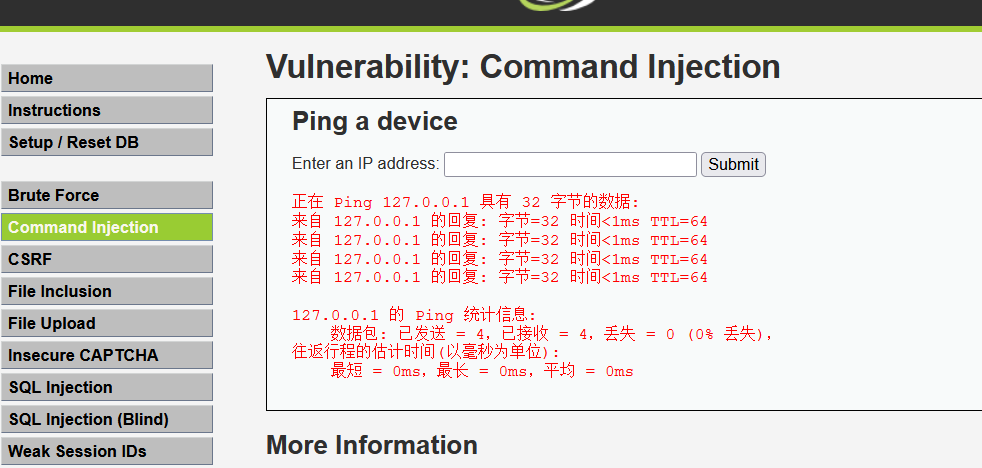 Home
Instructions
Setup / Reset DB
Brute Force
Command Injection
CSRF
File Inclusion
File Upload
Insecure CAPTCHA
SQL Injection
SQL Injection (Blind)
Weak Session IDs
Vulnerability: Command Injection
Ping a device
Enter an IP address: Submit
正在 Ping 127.0.0.1 具有 32 字节的数据:
来自 127.0.0.1 的回复: 字节=32 时间<1ms TTL=64
来自 127.0.0.1 的回复: 字节=32 时间<1ms TTL=64
来自 127.0.0.1 的回复: 字节=32 时间<1ms TTL=64
来自 127.0.0.1 的回复: 字节=32 时间<1ms TTL=64
127.0.0.1 的 Ping 统计信息:
数据包: 已发送 = 4，已接收 = 4，丢失 = 0 (0% 丢失)，
往返行程的估计时间(以毫秒为单位):
最短 = 0ms，最长 = 0ms，平均 = 0ms
More Information